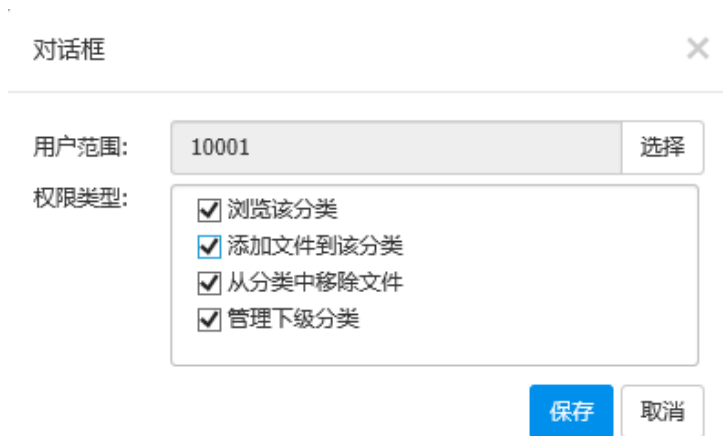 对话框 ×
用户范围: 10001 选择
权限类型:
浏览该分类
添加文件到该分类
从分类中移除文件
管理下级分类
保存 取消